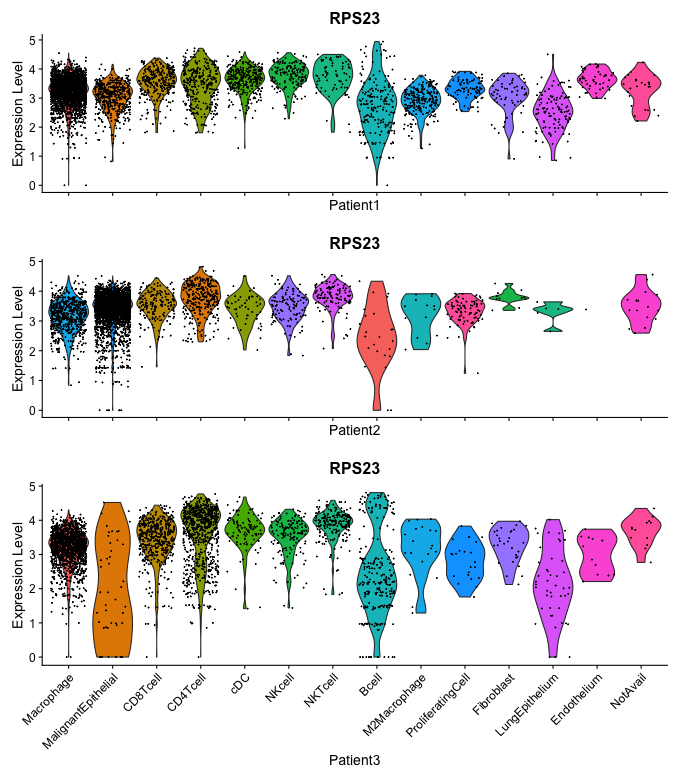 RPS23
Expression Level
5
4
3
2
1
0
Patient1
RPS23
Expression Level
5
4
3
2
1
0
Patient2
RPS23
Expression Level
5
4
3
2
1
0
Macrophage
MalignantEpithelial
CD8Tcell
CD4Tcell
cDC
NKcell
NKTcell
Bcell
M2Macrophage
ProliferatingCell
Fibroblast
LungEpithelium
Endothelium
NotAvail
Patient3